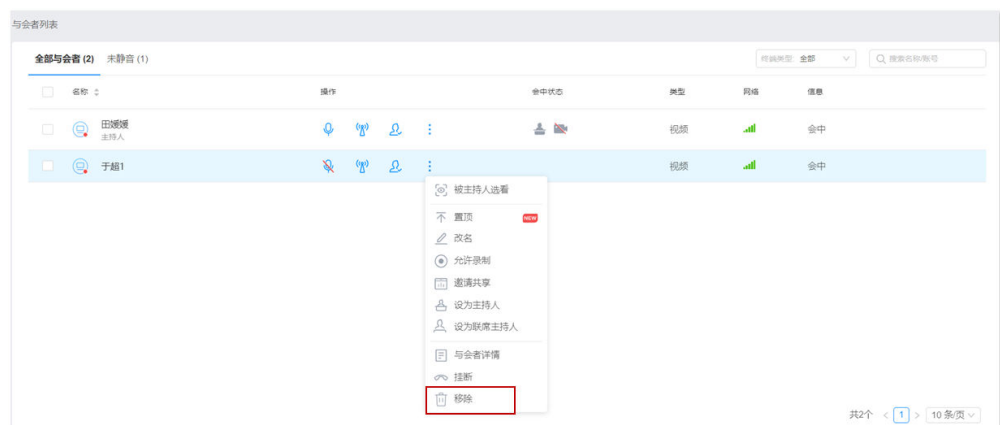 与会者列表
全部与会者 (2) 未静音 (1) 终端类型: 全部 搜索名称/账号
名称 操作 会中状态 类型 网络 信息
田媛媛 视频 会中
主持人
于超1 视频 会中
被主持人选看
置顶 NEW
改名
允许录制
邀请共享
设为主持人
设为联席主持人
与会者详情
挂断
移除
共2个 < 1 > 10 条/页